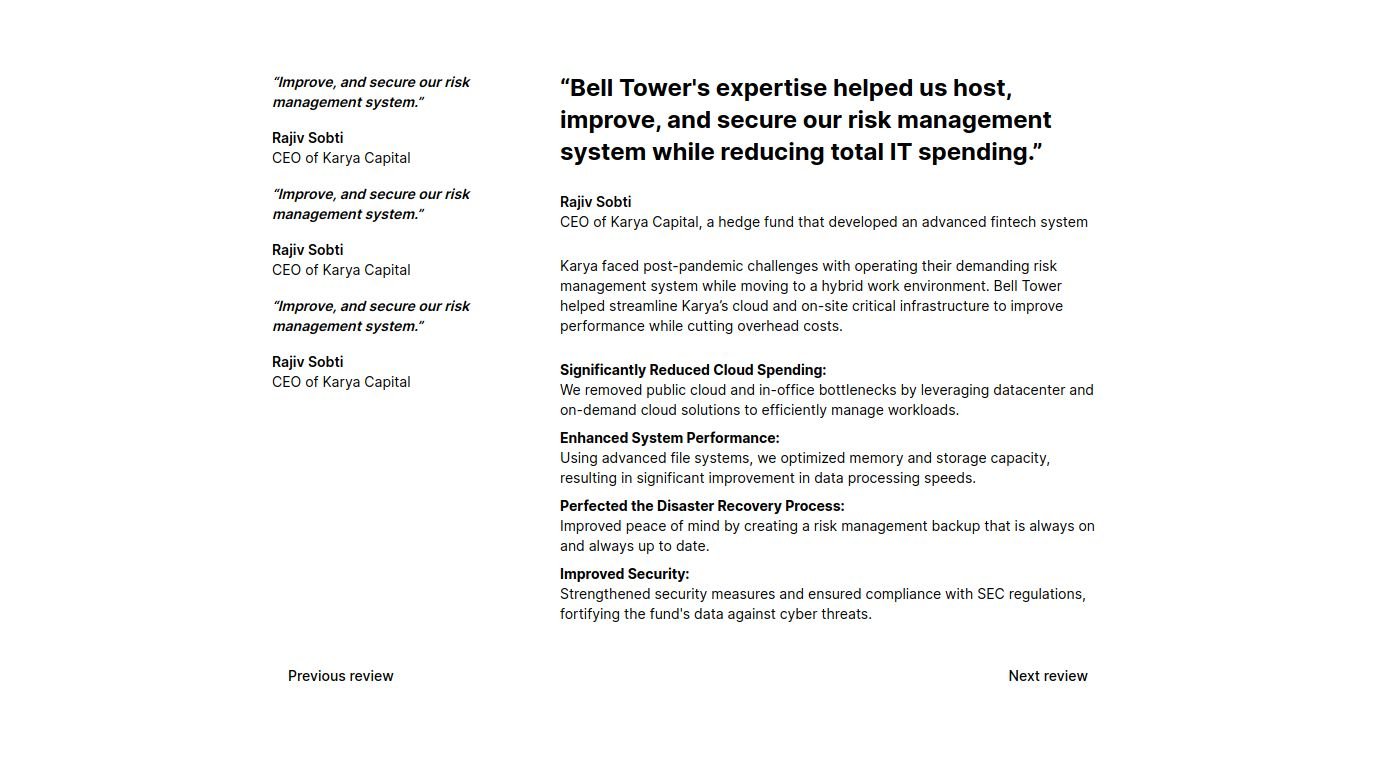 “Improve, and secure our risk
management system.”
Rajiv Sobti
CEO of Karya Capital
“Improve, and secure our risk
management system.”
Rajiv Sobti
CEO of Karya Capital
“Improve, and secure our risk
management system.”
Rajiv Sobti
CEO of Karya Capital
“Bell Tower's expertise helped us host,
improve, and secure our risk management
system while reducing total IT spending.”
Rajiv Sobti
CEO of Karya Capital, a hedge fund that developed an advanced fintech system
Karya faced post-pandemic challenges with operating their demanding risk
management system while moving to a hybrid work environment. Bell Tower
helped streamline Karya’s cloud and on-site critical infrastructure to improve
performance while cutting overhead costs.
Significantly Reduced Cloud Spending:
We removed public cloud and in-office bottlenecks by leveraging datacenter and
on-demand cloud solutions to efficiently manage workloads.
Enhanced System Performance:
Using advanced file systems, we optimized memory and storage capacity,
resulting in significant improvement in data processing speeds.
Perfected the Disaster Recovery Process:
Improved peace of mind by creating a risk management backup that is always on
and always up to date.
Improved Security:
Strengthened security measures and ensured compliance with SEC regulations,
fortifying the fund's data against cyber threats.
Previous review
Next review